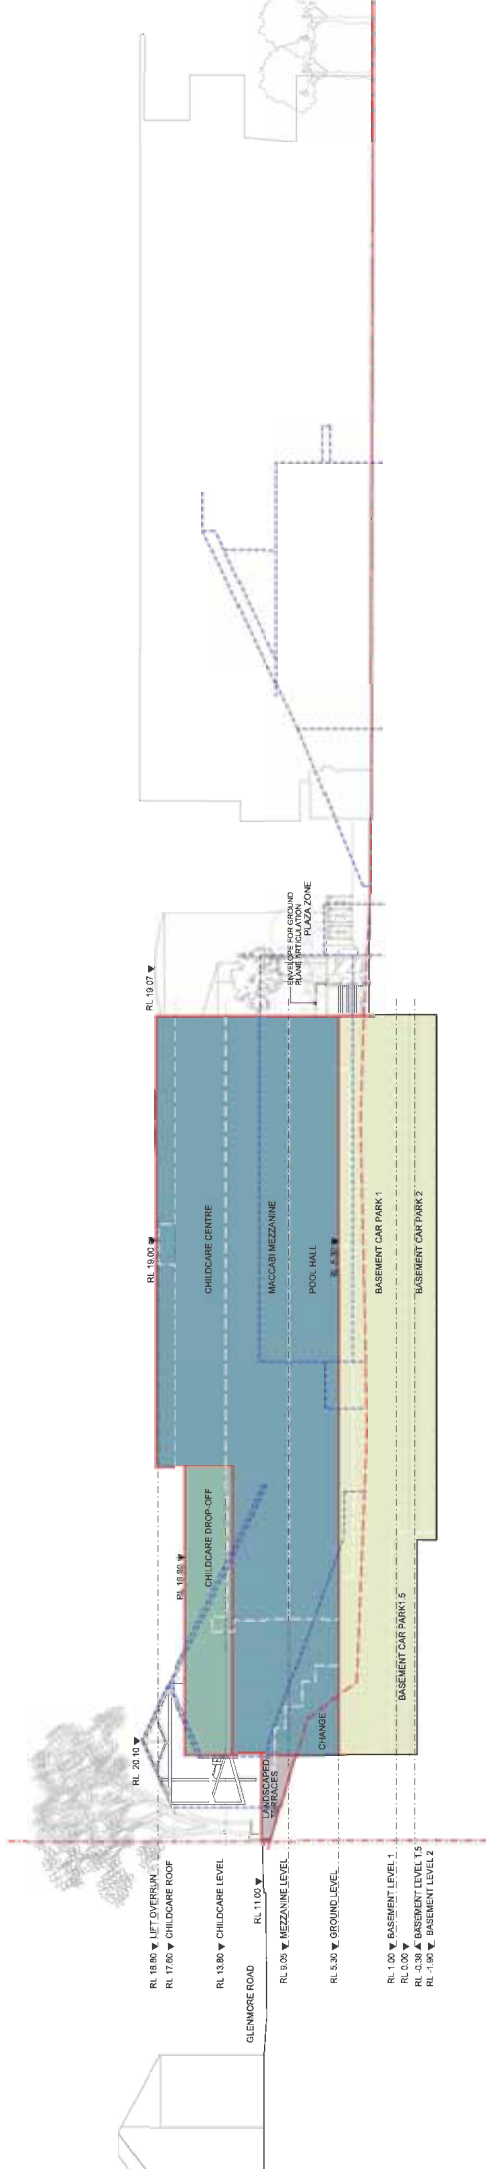 RL 19.07
ENVELOPE FOR GROUND
PLANE ARTICULATION
PLAZA ZONE
RL 19.00
CHILDCARE CENTRE
MACCABI MEZZANINE
POOL HALL
RL 5.30
BASEMENT CAR PARK 1
BASEMENT CAR PARK 2
CHILDCARE DROP-OFF
BASEMENT CAR PARK1.5
RL 20.10
LANDSCAPED
TERRACES
CHANGE
LIFT OVERRUN
RL 17.60 CHILDCARE ROOF
RL 13.80 CHILDCARE LEVEL
RL 11.00
RL 9.05 MEZZANINE LEVEL
RL 5.30 GROUND LEVEL
RL 1.00 BASEMENT LEVEL 1
RL 0.00
RL -0.38 BASEMENT LEVEL 1.5
RL -1.90 BASEMENT LEVEL 2
GLENMORE ROAD